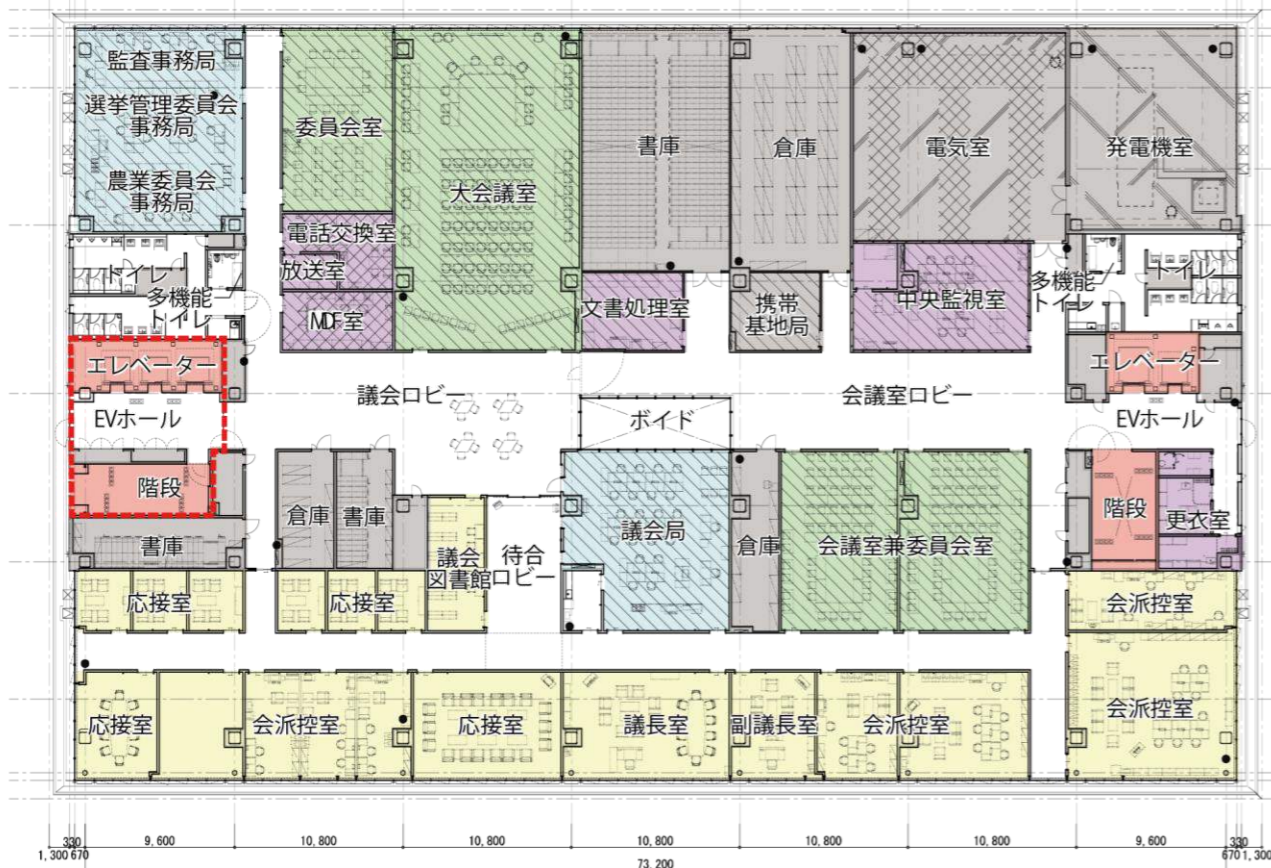 監査事務局
選挙管理委員会
事務局
農業委員会
事務局
委員会室
大会議室
書庫
倉庫
電気室
発電機室
電話交換室
放送室
MDF室
文書処理室
携帯
基地局
中央監視室
トイレ
多機能
トイレ
多機能
トイレ
トイレ
エレベーター
EVホール
階段
議会ロビー
ボイド
会議室ロビー
エレベーター
EVホール
書庫
倉庫
書庫
議会
図書館
待合
ロビー
議会局
倉庫
会議室兼委員会室
階段
更衣室
応接室
応接室
会派控室
応接室
会派控室
応接室
議長室
副議長室
会派控室
会派控室
330
9,600
10,800
10,800
10,800
10,800
10,800
9,600
330
1,300
670
73,200
670
1,300